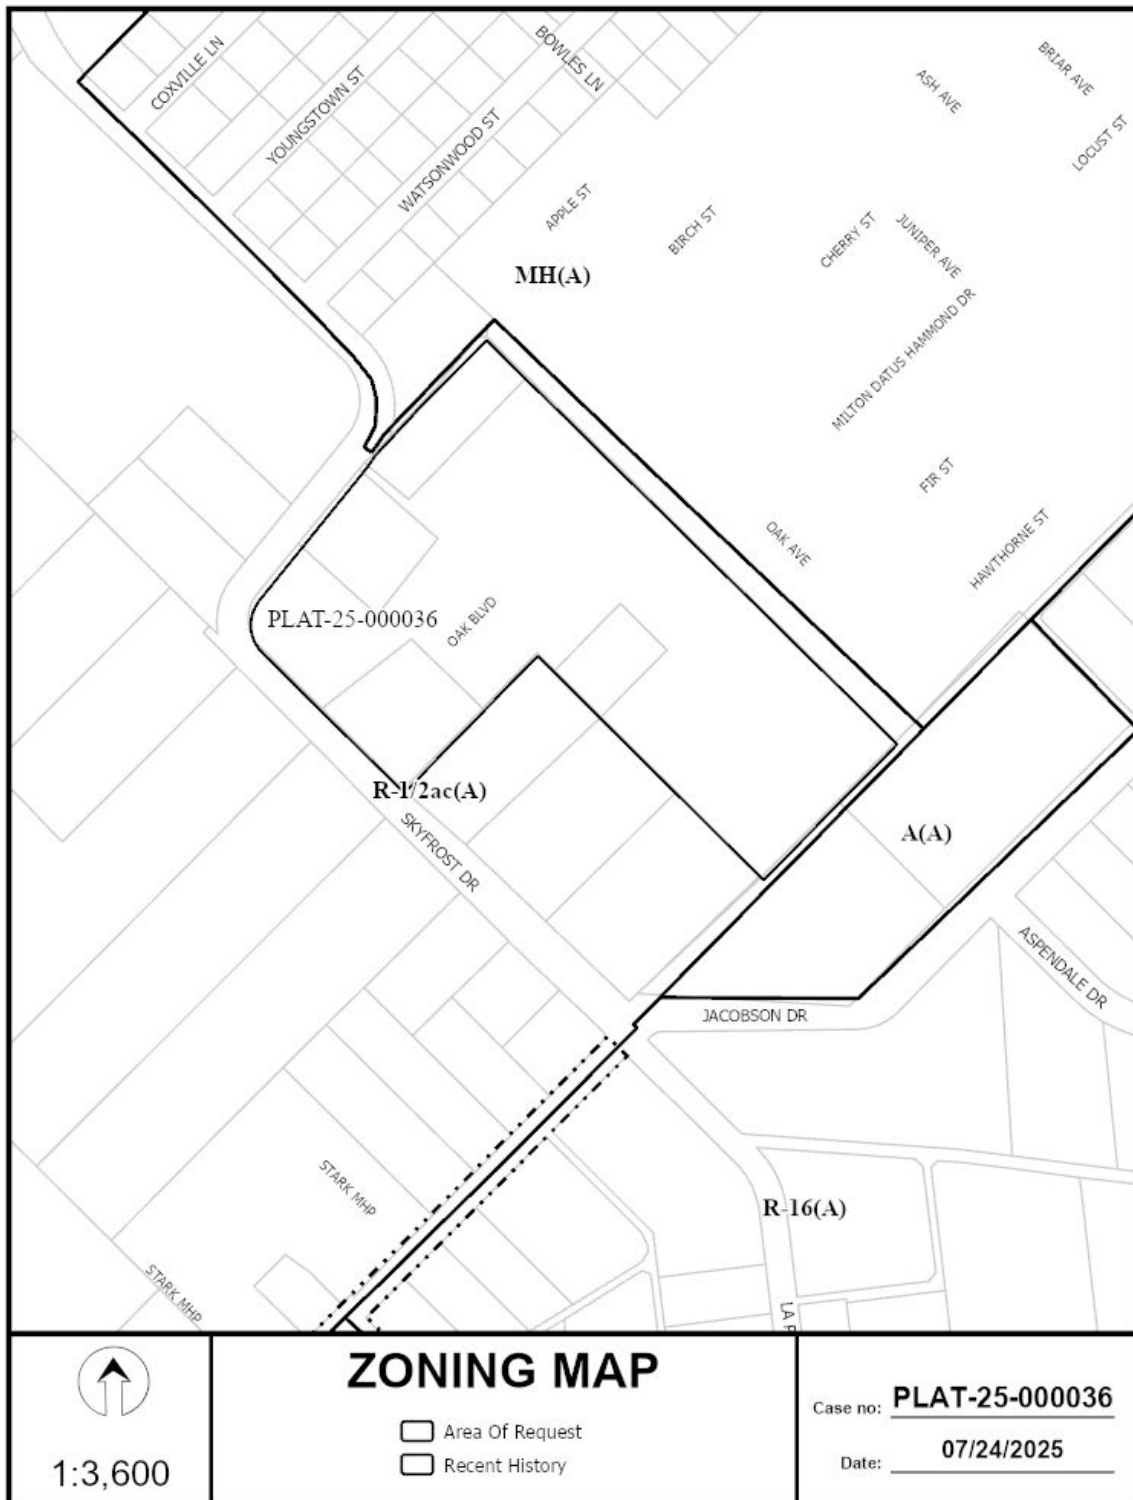 COXVILLE LN
YOUNGSTOWN ST
WATSONWOOD ST
BOWLES LN
ASH AVE
BRIAR AVE
LOCUST ST
APPLE ST
BIRCH ST
CHERRY ST
JUNIPER AVE
MH(A)
MILTON DATUS HAMMOND DR
FIR ST
OAK AVE
HAWTHORNE ST
PLAT-25-000036
OAK BLVD
R-1/2ac(A)
SKYFROST DR
A(A)
ASPENDALE DR
JACOBSON DR
STARK MHP
R-16(A)
STARK MHP
LA
ZONING MAP
Area Of Request
Recent History
1:3,600
Case no: PLAT-25-000036
Date: 07/24/2025